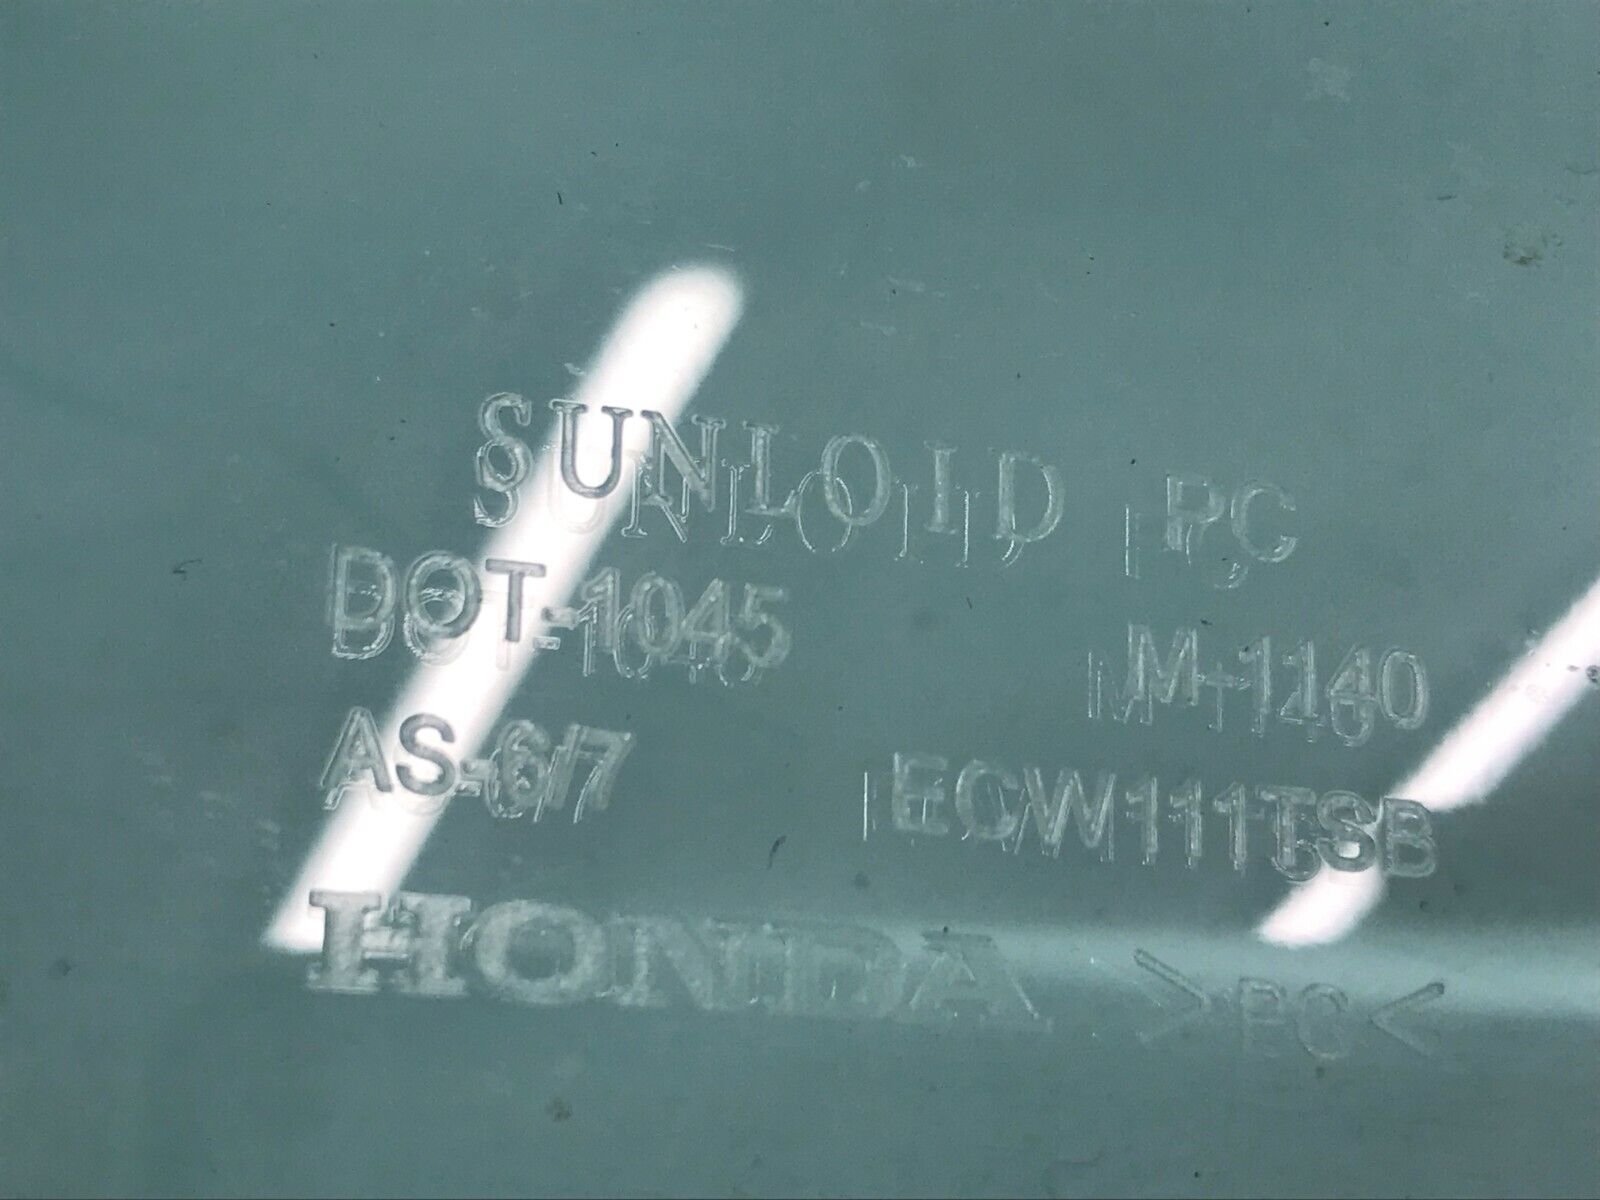 SUNLOID PC
DOT-1045 M-1140
AS-6/7 ECW111TSB
HONDA >PC<